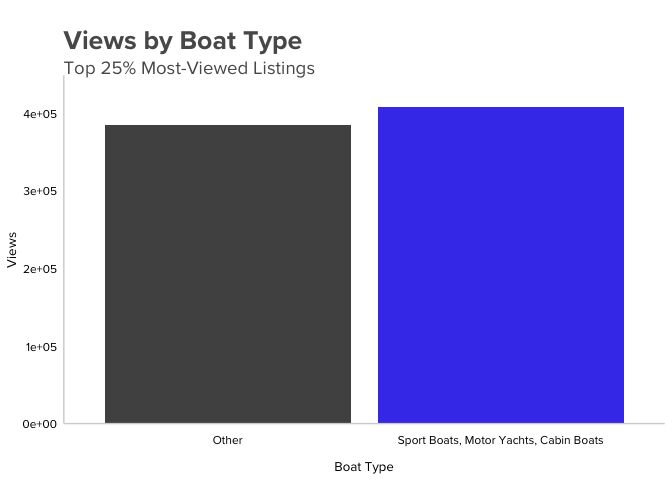 Views by Boat Type
Top 25% Most-Viewed Listings
4e+05
3e+05
2e+05
1e+05
0e+00
Views
Other
Sport Boats, Motor Yachts, Cabin Boats
Boat Type